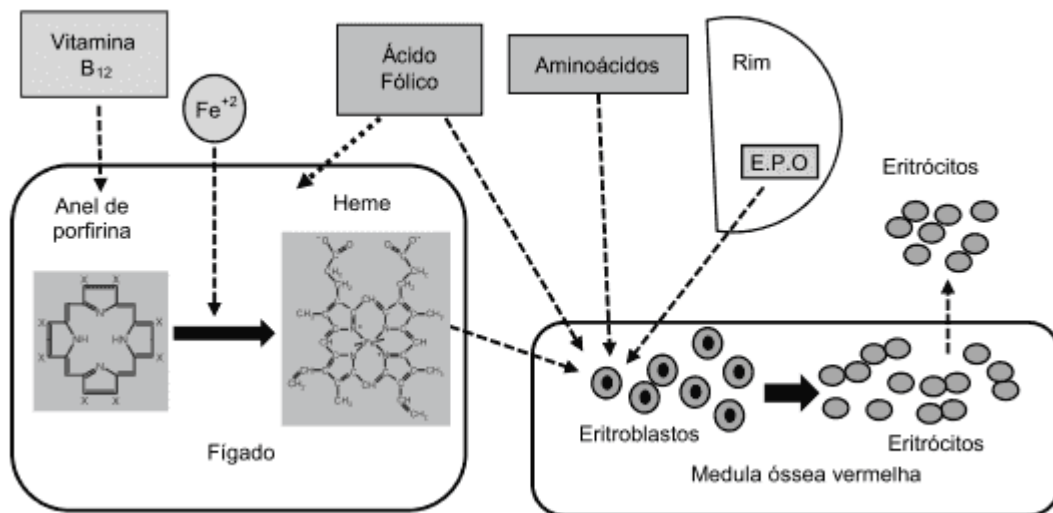 Vitamina
B12
Fe+2
Ácido
Fólico
Aminoácidos
Rim
E.P.O
Eritrócitos
Anel de
porfirina
Heme
Fígado
Eritroblastos
Eritrócitos
Medula óssea vermelha